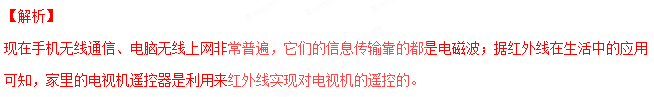 【解析】
现在手机无线通信、电脑无线上网非常普遍，它们的信息传输靠的都是电磁波；据红外线在生活中的应用
可知，家里的电视机遥控器是利用来红外线实现对电视机的遥控的。